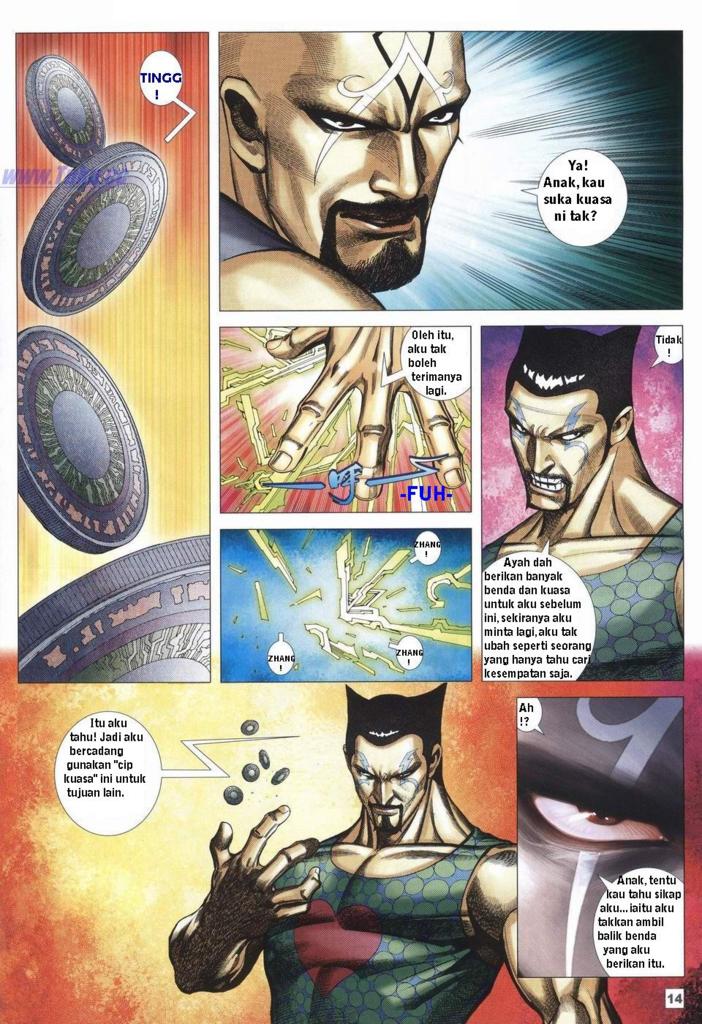 TINGG
!
Ya!
Anak,kau
suka kuasa
ni tak?
Oleh itu,
aku tak
boleh
terimanya
lagi.
呼
-FUH-
Tidak
!
Ayah dah
berikan banyak
benda dan kuasa
untuk aku sebelum
ini,sekiranya aku
minta lagi,aku tak
ubah seperti seorang
yang hanya tahu cari
kesempatan saja.
ZHANG
!
ZHANG
!
ZHANG
!
Itu aku
tahu! Jadi aku
bercadang
gunakan "cip
kuasa" ini untuk
tujuan lain.
Ah
!?
Anak,tentu
kau tahu sikap
aku...iaitu aku
takkan ambil
balik benda
yang aku
berikan itu.
14